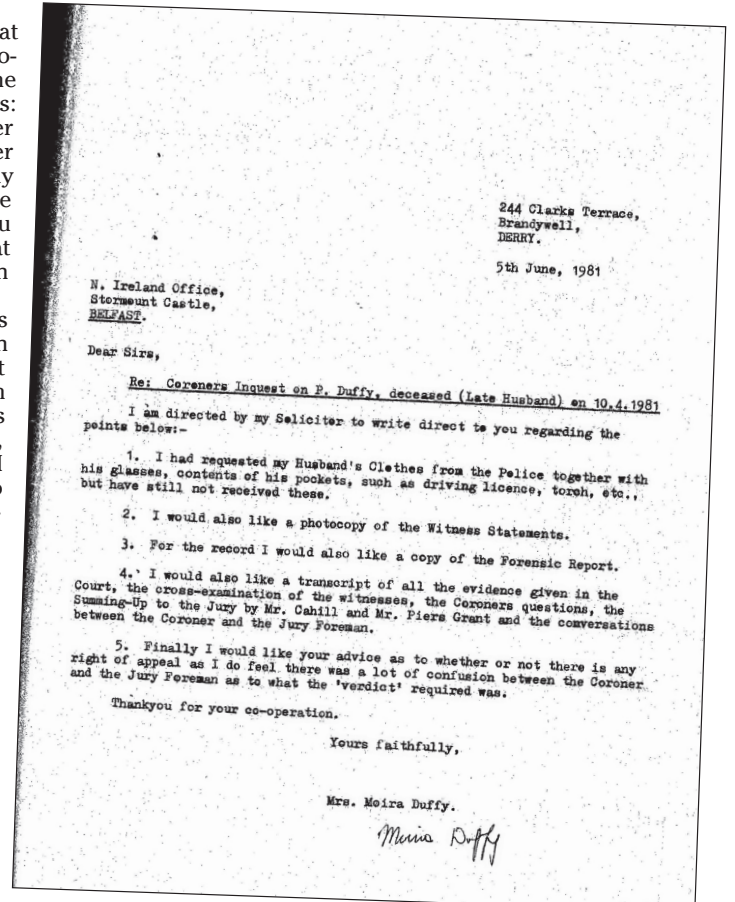 at
o-
ne
s:
er
er
y
e
u
at
n
s
n
t
n
s
,
I
o
244 Clarks Terrace,
Brandywell,
DERRY.
5th June, 1981
N. Ireland Office,
Stormount Castle,
BELFAST.
Dear Sirs,
Re: Coroners Inquest on P. Duffy, deceased (Late Husband) on 10.4.1981
I am directed by my Solicitor to write direct to you regarding the
points below:-
1. I had requested my Husband's Clothes from the Police together with
his glasses, contents of his pockets, such as driving licence, torch, etc.,
but have still not received these.
2. I would also like a photocopy of the Witness Statements.
3. For the record I would also like a copy of the Forensic Report.
4. I would also like a transcript of all the evidence given in the
Court, the cross-examination of the witnesses, the Coroners questions, the
Summing-Up to the Jury by Mr. Cahill and Mr. Piers Grant and the conversations
between the Coroner and the Jury Foreman.
5. Finally I would like your advice as to whether or not there is any
right of appeal as I do feel there was a lot of confusion between the Coroner
and the Jury Foreman as to what the 'verdict' required was.
Thankyou for your co-operation.
Yours faithfully,
Mrs. Moira Duffy.
Moira Duffy